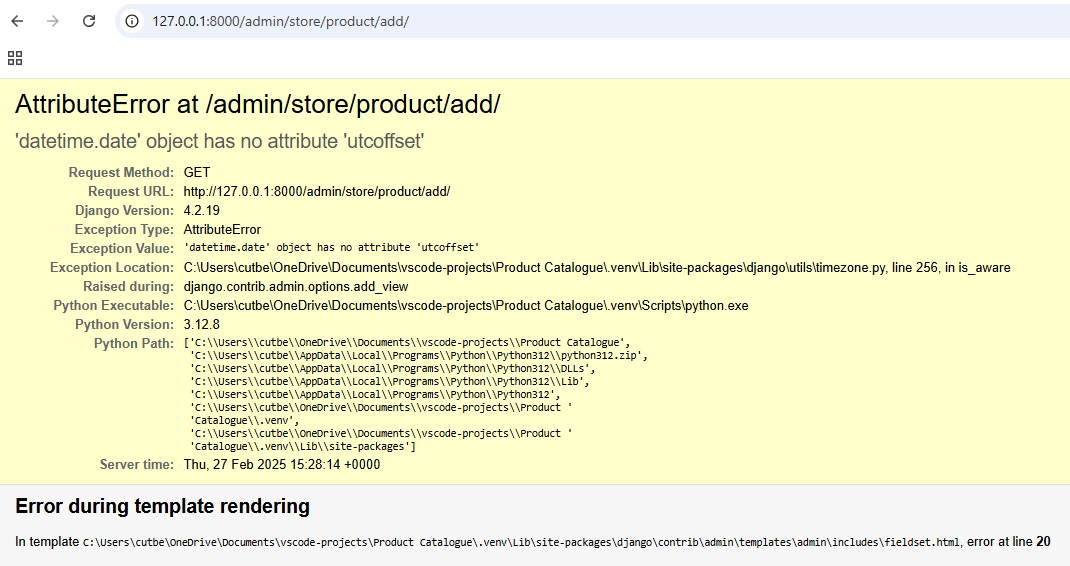 127.0.0.1:8000/admin/store/product/add/
AttributeError at /admin/store/product/add/
'datetime.date' object has no attribute 'utcoffset'
Request Method: GET
Request URL: http://127.0.0.1:8000/admin/store/product/add/
Django Version: 4.2.19
Exception Type: AttributeError
Exception Value: 'datetime.date' object has no attribute 'utcoffset'
Exception Location: C:\Users\cutbe\OneDrive\Documents\vscode-projects\Product Catalogue\.venv\Lib\site-packages\django\utils\timezone.py, line 256, in is_aware
Raised during: django.contrib.admin.options.add_view
Python Executable: C:\Users\cutbe\OneDrive\Documents\vscode-projects\Product Catalogue\.venv\Scripts\python.exe
Python Version: 3.12.8
Python Path: ['C:\\Users\\cutbe\\OneDrive\\Documents\\vscode-projects\\Product Catalogue',
'C:\\Users\\cutbe\\AppData\\Local\\Programs\\Python\\Python312\\python312.zip',
'C:\\Users\\cutbe\\AppData\\Local\\Programs\\Python\\Python312\\DLLs',
'C:\\Users\\cutbe\\AppData\\Local\\Programs\\Python\\Python312\\Lib',
'C:\\Users\\cutbe\\AppData\\Local\\Programs\\Python\\Python312',
'C:\\Users\\cutbe\\OneDrive\\Documents\\vscode-projects\\Product '
'Catalogue\\.venv',
'C:\\Users\\cutbe\\OneDrive\\Documents\\vscode-projects\\Product '
'Catalogue\\.venv\\Lib\\site-packages']
Server time: Thu, 27 Feb 2025 15:28:14 +0000
Error during template rendering
In template C:\Users\cutbe\OneDrive\Documents\vscode-projects\Product Catalogue\.venv\Lib\site-packages\django\contrib\admin\templates\admin\includes\fieldset.html, error at line 20